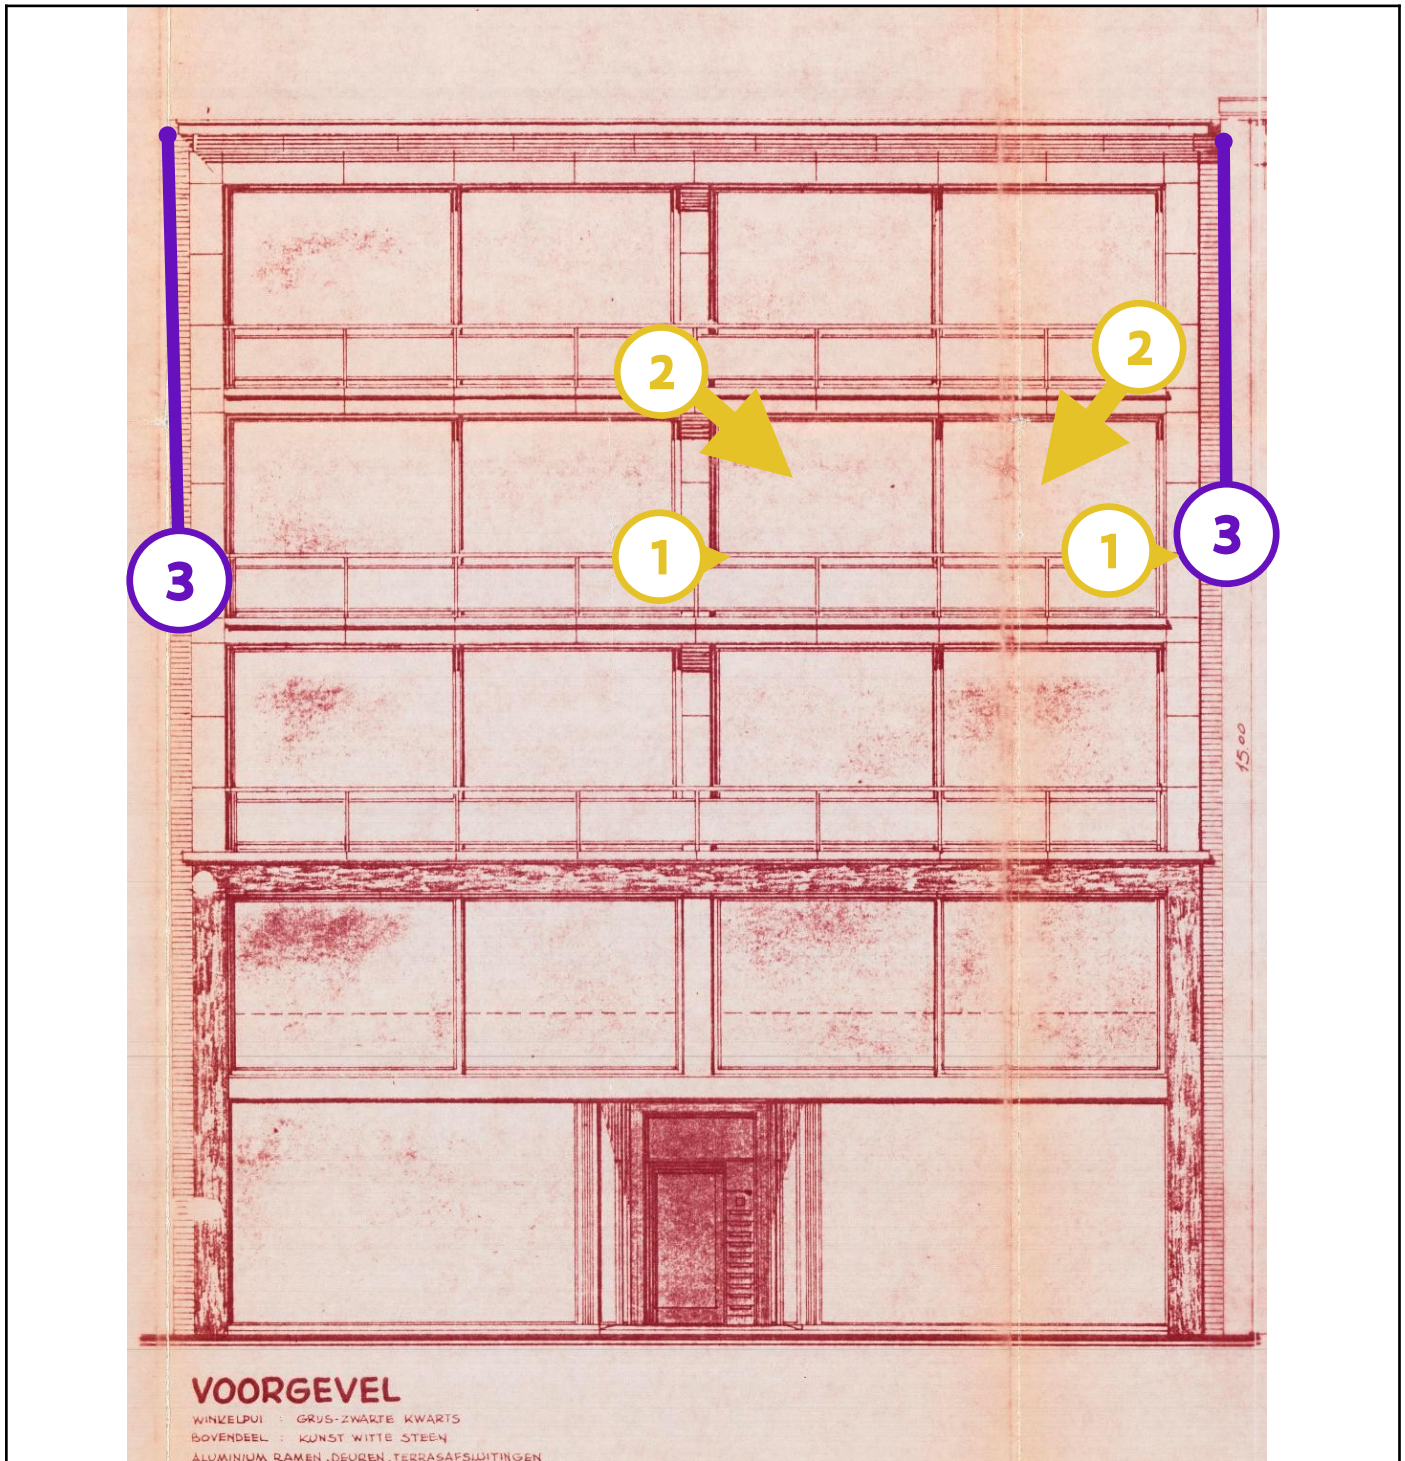 2
2
1
1
3
3
15.00
VOORGEVEL
WINKELPUI : GRIJS-ZWARTE KWARTS
BOVENDEEL : KUNST WITTE STEEN
ALUMINIUM RAMEN, DEUREN, TERRASAFSLUITINGEN